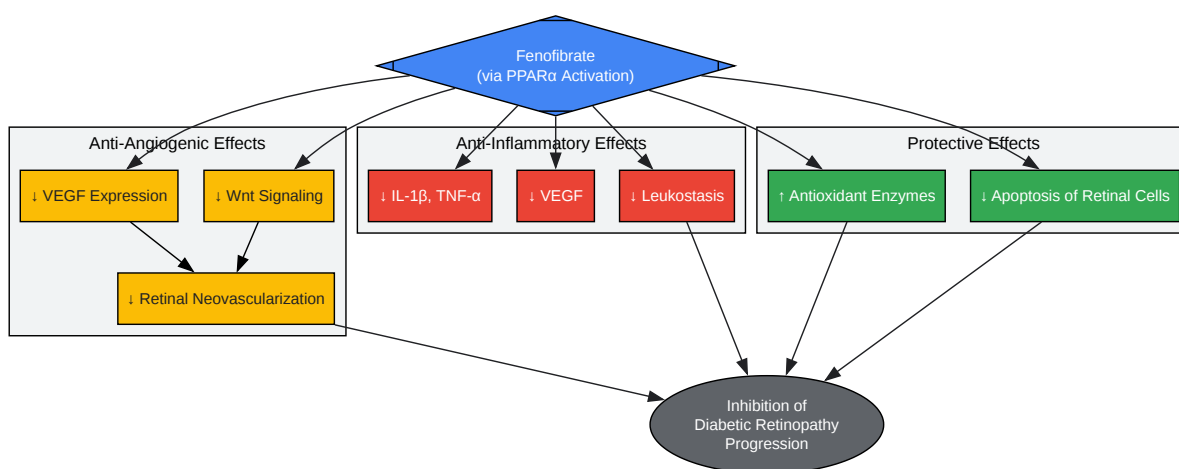 Fenofibrate
(via PPARα Activation)
Anti-Angiogenic Effects
Anti-Inflammatory Effects
Protective Effects
↓ VEGF Expression
↓ Wnt Signaling
↓ IL-1β, TNF-α
↓ VEGF
↓ Leukostasis
↑ Antioxidant Enzymes
↓ Apoptosis of Retinal Cells
↓ Retinal Neovascularization
Inhibition of
Diabetic Retinopathy
Progression